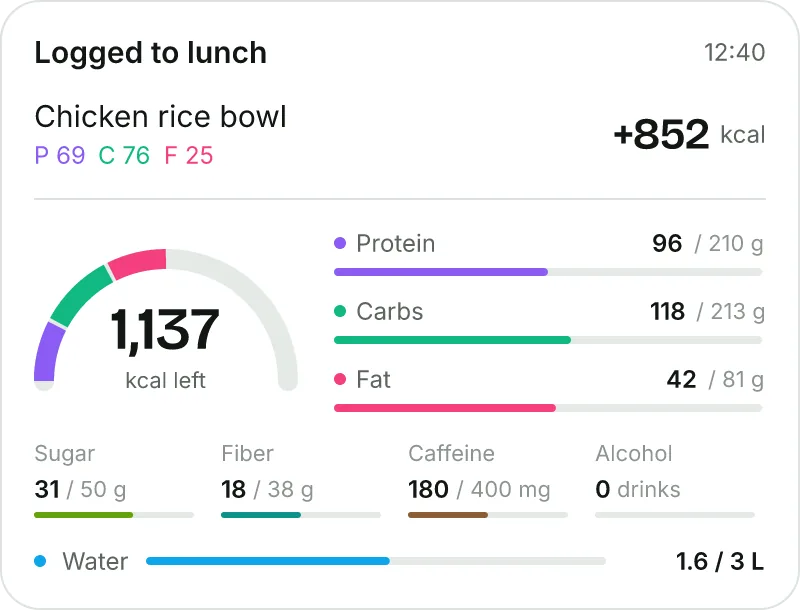 Logged to lunch 12:40
Chicken rice bowl
P 69 C 76 F 25
+852 kcal
1,137
kcal left
Protein 96 / 210 g
Carbs 118 / 213 g
Fat 42 / 81 g
Sugar Fiber Caffeine Alcohol
31 / 50 g 18 / 38 g 180 / 400 mg 0 drinks
Water 1.6 / 3 L